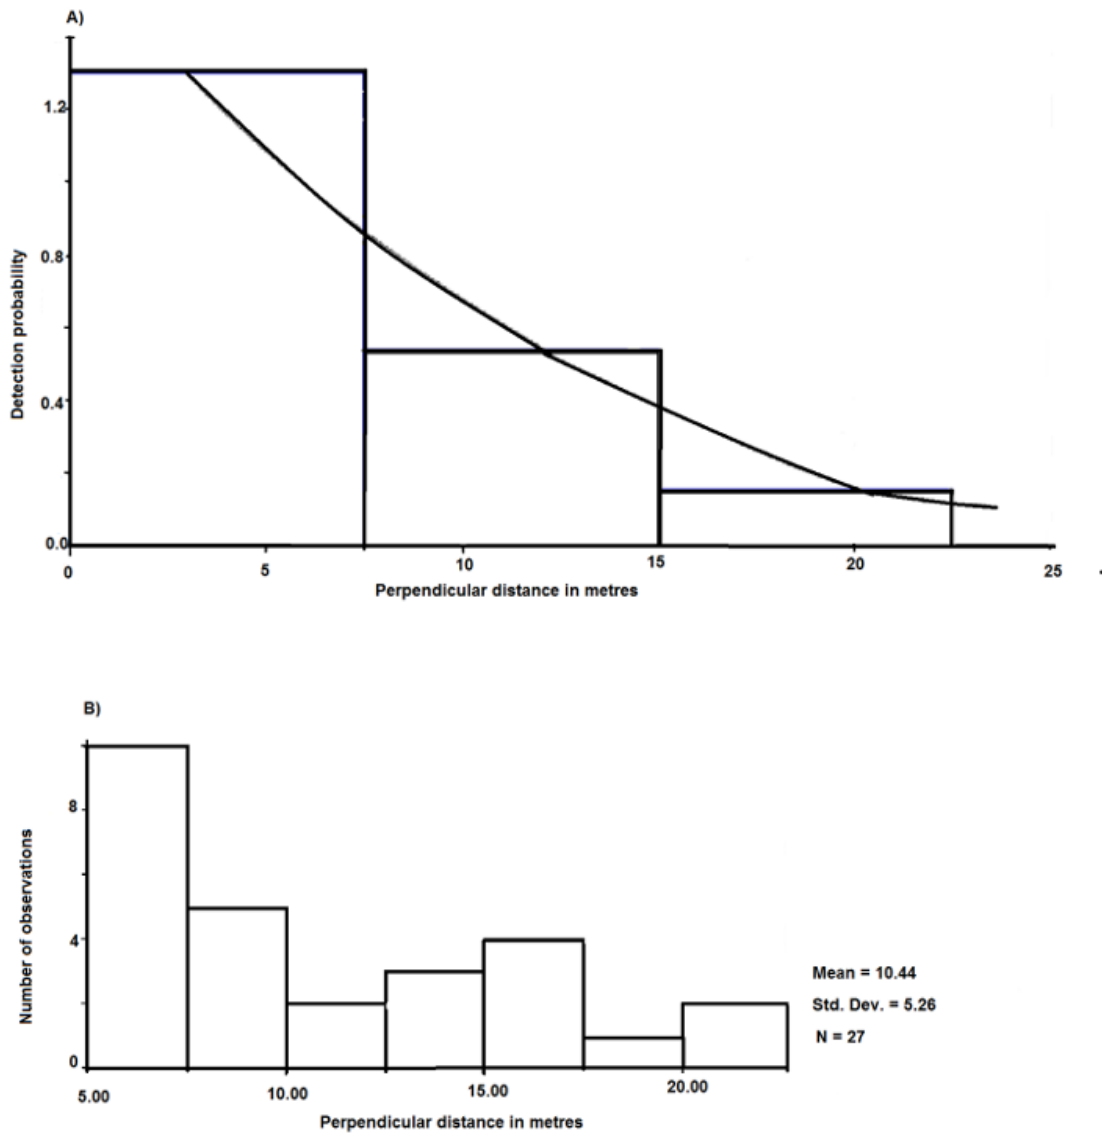 A)
1.2
0.8
0.4
0.0
0 5 10 15 20 25
Detection probability
Perpendicular distance in metres
B)
8
4
0
5.00 10.00 15.00 20.00
Number of observations
Perpendicular distance in metres
Mean = 10.44
Std. Dev. = 5.26
N = 27